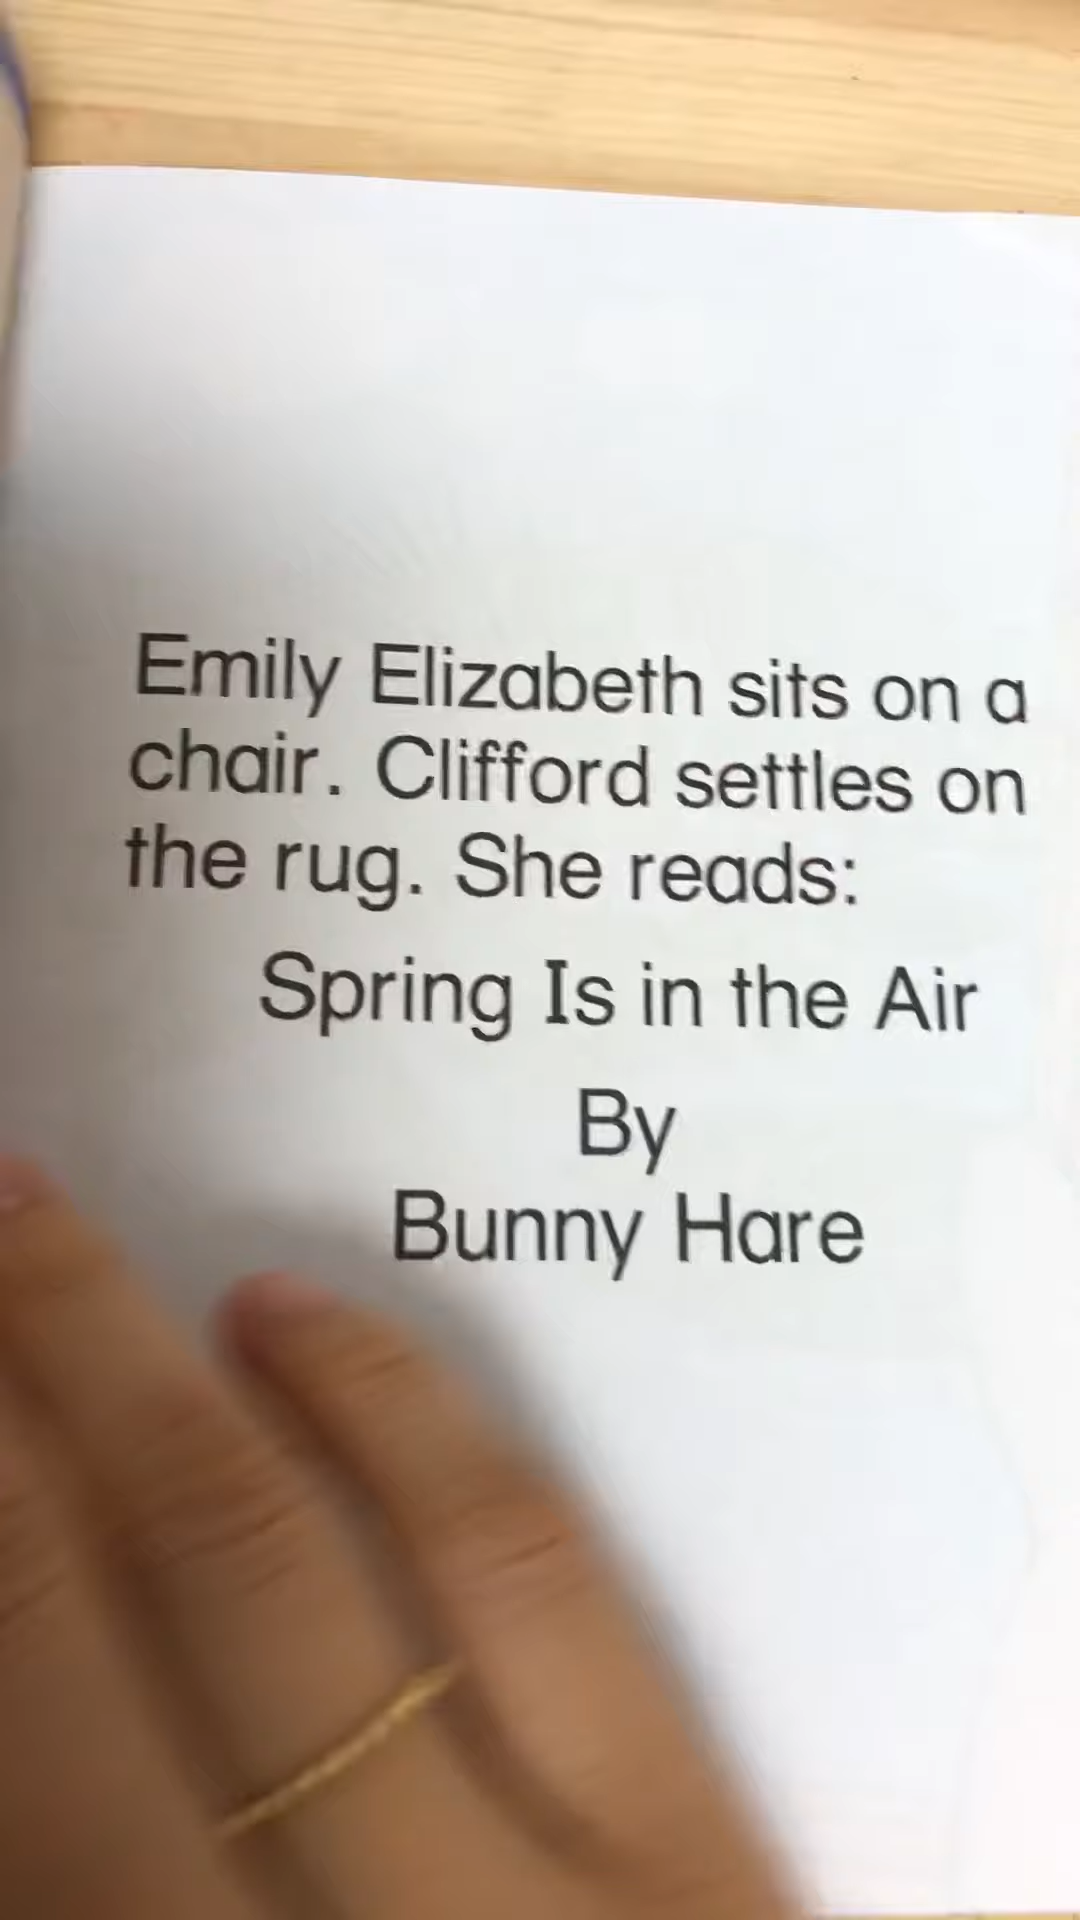 Emily Elizabeth sits on a
chair. Clifford settles on
the rug. She reads:
Spring Is in the Air
By
Bunny Hare